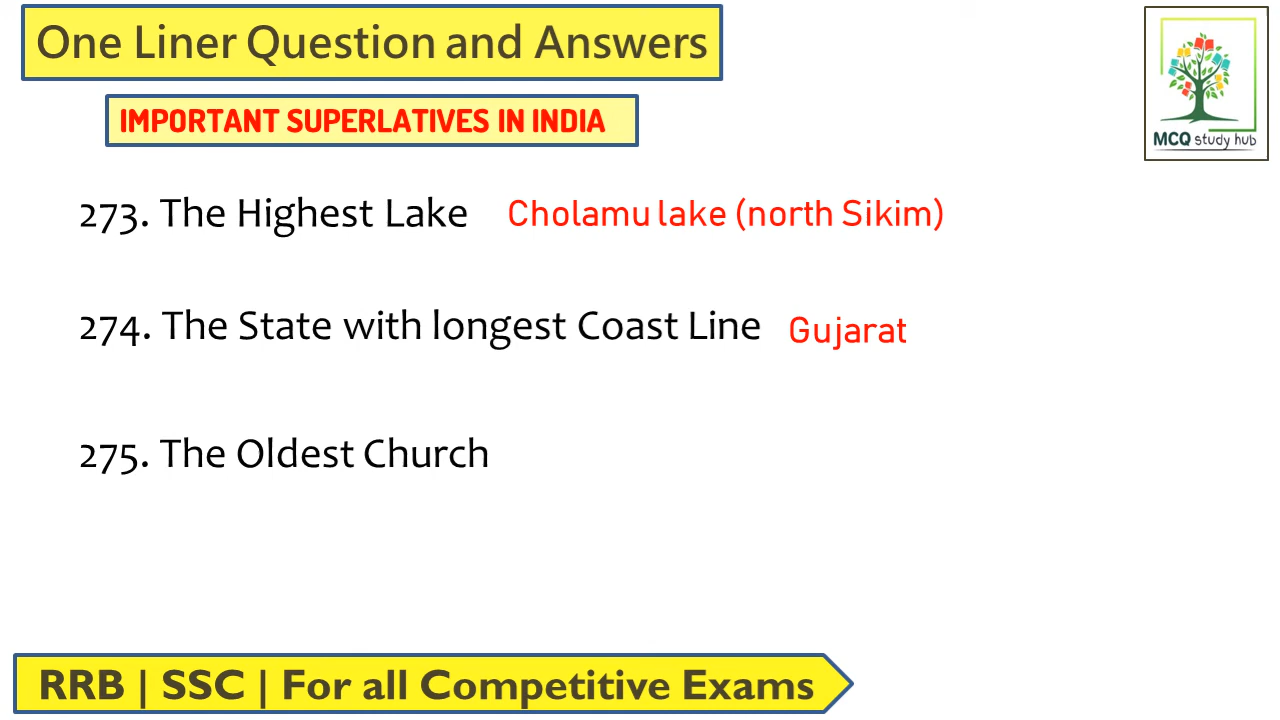 One Liner Question and Answers
IMPORTANT SUPERLATIVES IN INDIA
MCQ study hub
273. The Highest Lake Cholamu lake (north Sikim)
274. The State with longest Coast Line Gujarat
275. The Oldest Church
RRB | SSC | For all Competitive Exams